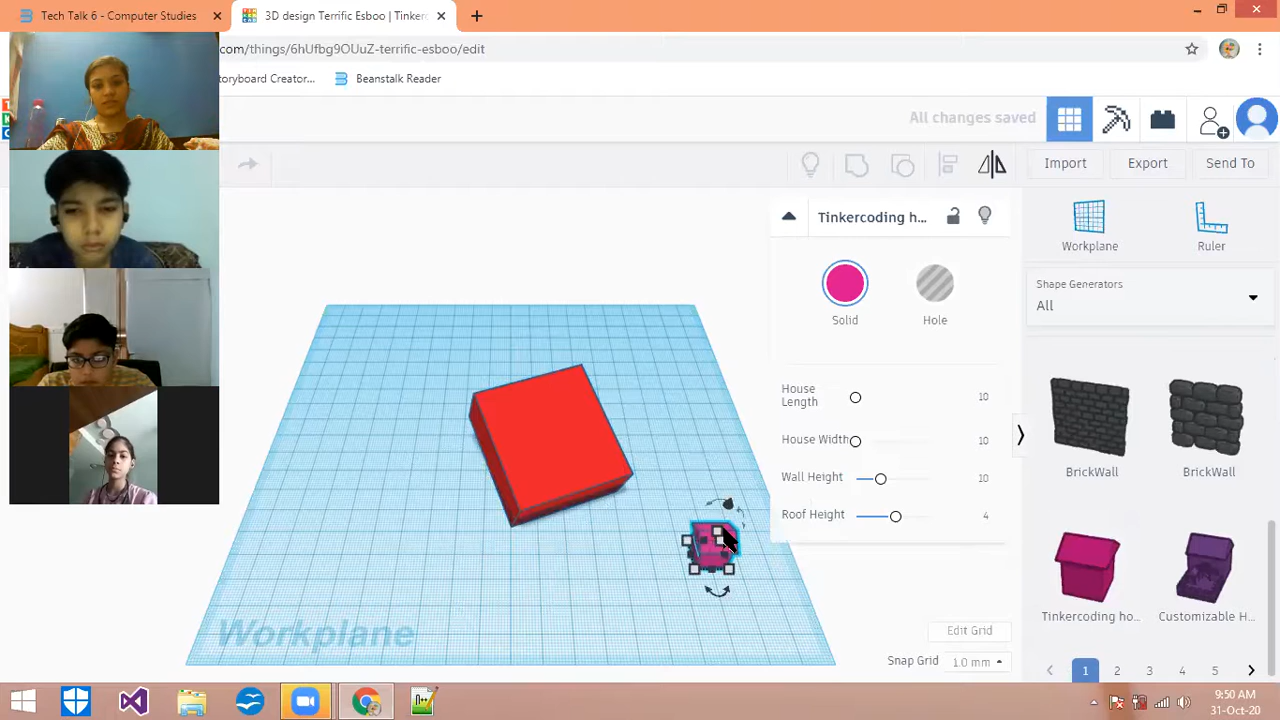 Tech Talk 6 - Computer Studies
3D design Terrific Esboo | Tinker
com/things/6hUfbg9OUuZ-terrific-esboo/edit
toryboard Creator...
Beanstalk Reader
All changes saved
Import
Export
Send To
Tinkercoding h...
Workplane
Ruler
Solid
Hole
Shape Generators
All
House Length 10
House Width 10
Wall Height 10
Roof Height 4
BrickWall
BrickWall
Tinkercoding ho...
Customizable H...
Workplane
Edit Grid
Snap Grid 1.0 mm
1 2 3 4 5
9:50 AM
31-Oct-20